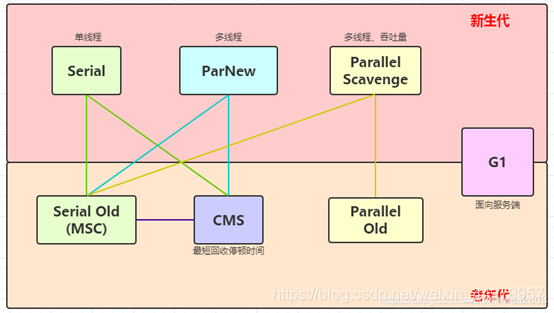 新生代
单线程
多线程
多线程、吞吐量
Serial
ParNew
Parallel
Scavenge
G1
面向服务端
Serial Old
(MSC)
CMS
Parallel
Old
最短回收停顿时间
老年代